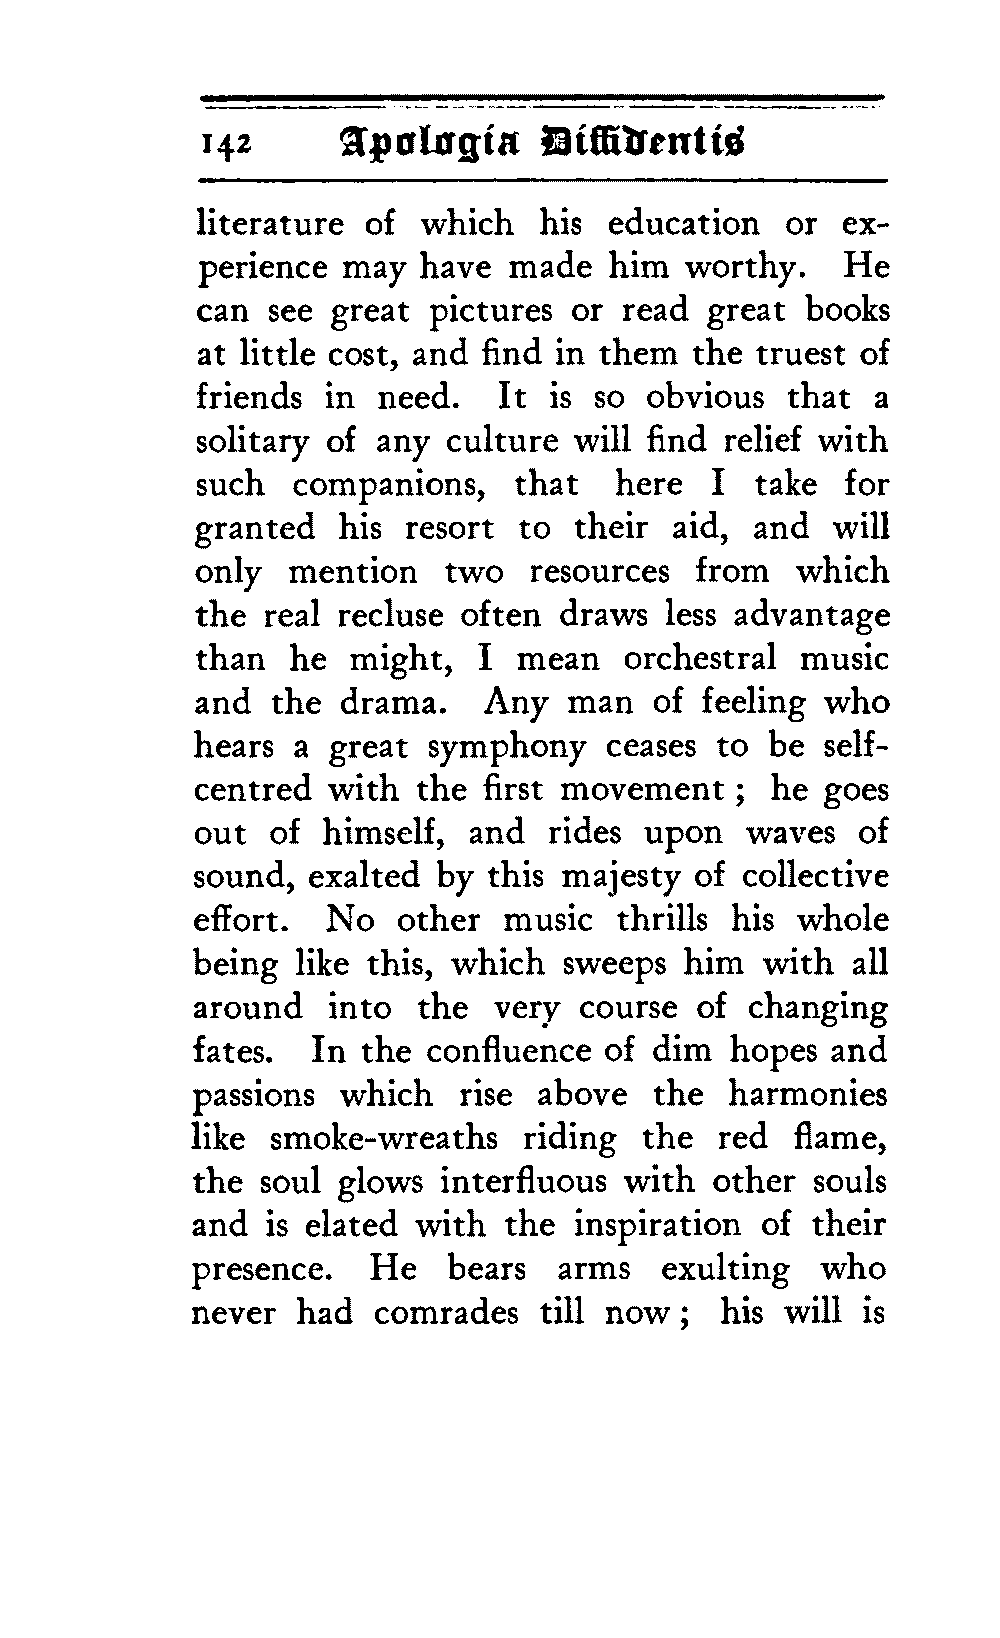 142 Apologia Diffidentis
literature of which his education or ex-
perience may have made him worthy. He
can see great pictures or read great books
at little cost, and find in them the truest of
friends in need. It is so obvious that a
solitary of any culture will find relief with
such companions, that here I take for
granted his resort to their aid, and will
only mention two resources from which
the real recluse often draws less advantage
than he might, I mean orchestral music
and the drama. Any man of feeling who
hears a great symphony ceases to be self-
centred with the first movement ; he goes
out of himself, and rides upon waves of
sound, exalted by this majesty of collective
effort. No other music thrills his whole
being like this, which sweeps him with all
around into the very course of changing
fates. In the confluence of dim hopes and
passions which rise above the harmonies
like smoke-wreaths riding the red flame,
the soul glows interfluous with other souls
and is elated with the inspiration of their
presence. He bears arms exulting who
never had comrades till now ; his will is